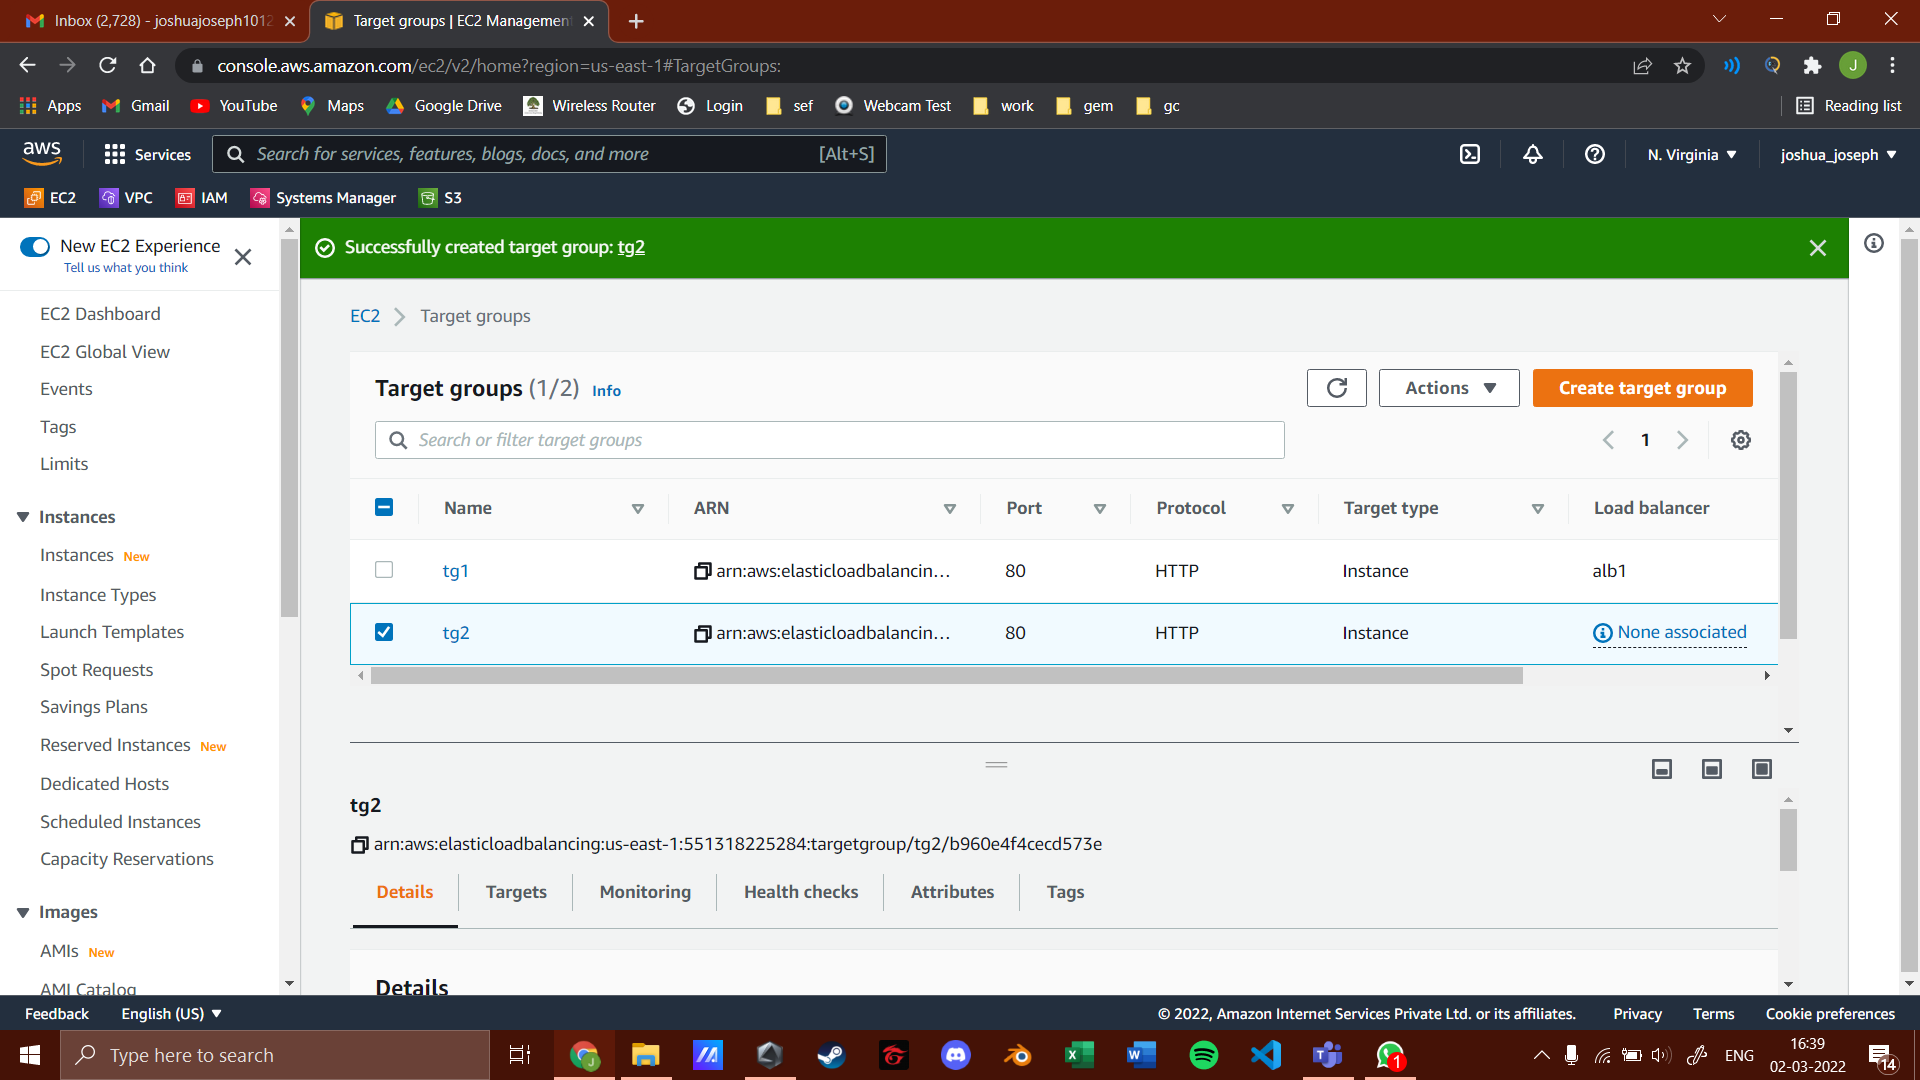 Inbox (2,728) - joshuajoseph1012
Target groups | EC2 Management
console.aws.amazon.com/ec2/v2/home?region=us-east-1#TargetGroups:
J
Apps Gmail YouTube Maps Google Drive Wireless Router Login sef Webcam Test work gem gc Reading list
aws Services Search for services, features, blogs, docs, and more [Alt+S] N. Virginia joshua_joseph
EC2 VPC IAM Systems Manager S3
New EC2 Experience
Tell us what you think
EC2 Dashboard
EC2 Global View
Events
Tags
Limits
Instances
Instances New
Instance Types
Launch Templates
Spot Requests
Savings Plans
Reserved Instances New
Dedicated Hosts
Scheduled Instances
Capacity Reservations
Images
AMIs New
AMI Catalog
Successfully created target group: tg2
EC2 Target groups
Target groups (1/2) Info
Actions
Create target group
Search or filter target groups
1
Name ARN Port Protocol Target type Load balancer
tg1 arn:aws:elasticloadbalancin... 80 HTTP Instance alb1
tg2 arn:aws:elasticloadbalancin... 80 HTTP Instance None associated
tg2
arn:aws:elasticloadbalancing:us-east-1:551318225284:targetgroup/tg2/b960e4f4cecd573e
Details Targets Monitoring Health checks Attributes Tags
Details
Feedback English (US) © 2022, Amazon Internet Services Private Ltd. or its affiliates. Privacy Terms Cookie preferences
Type here to search
1
ENG
16:39
02-03-2022
14